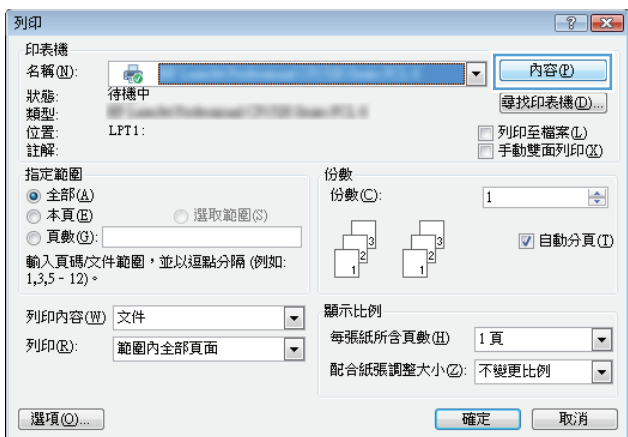 列印
印表機
名稱(N):
內容(P)
狀態: 待機中
尋找印表機(D)...
類型:
位置: LPT1:
列印至檔案(L)
註解:
手動雙面列印(X)
指定範圍
全部(A)
本頁(E) 選取範圍(S)
頁數(G):
輸入頁碼/文件範圍，並以逗點分隔 (例如:
1,3,5 - 12)。
份數
份數(C): 1
3 3
2 2
1 1
自動分頁(T)
列印內容(W) 文件
列印(R): 範圍內全部頁面
顯示比例
每張紙所含頁數(H) 1 頁
配合紙張調整大小(Z): 不變更比例
選項(O)...
確定
取消